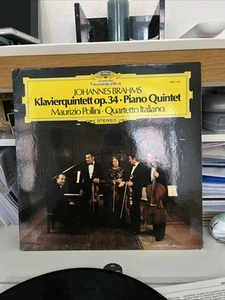 JOHANNES BRAHMS
Klavierquintett op. 34 · Piano Quintet
Maurizio Pollini · Quartetto Italiano
STEREO